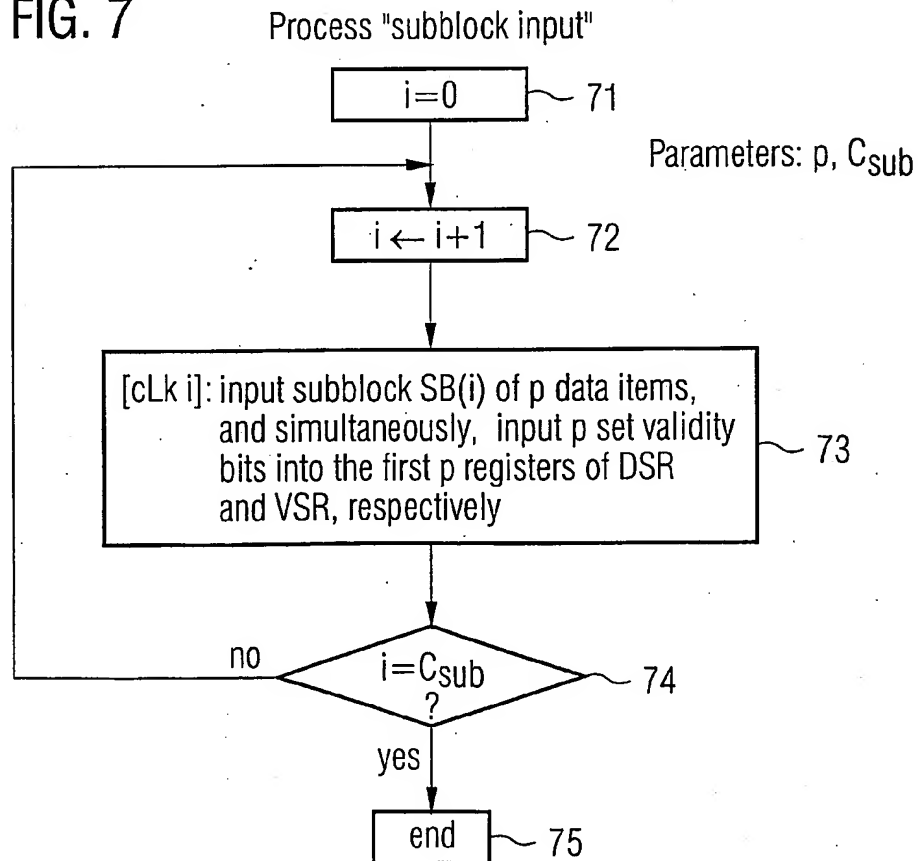 FIG. 7
Process "subblock input"
i=0
71
Parameters: p, Csub
i ← i+1
72
[cLk i]: input subblock SB(i) of p data items,
and simultaneously, input p set validity
bits into the first p registers of DSR
and VSR, respectively
73
no
i=Csub
?
74
yes
end
75